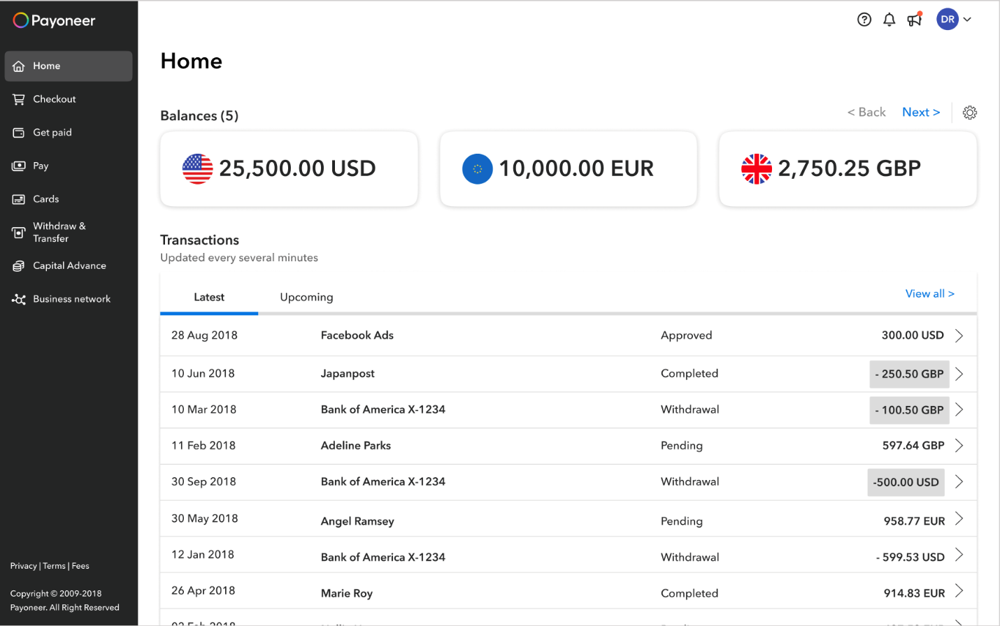 Payoneer
Home
Checkout
Get paid
Pay
Cards
Withdraw &
Transfer
Capital Advance
Business network
Privacy | Terms | Fees
Copyright © 2009-2018
Payoneer. All Right Reserved
DR
Home
Balances (5)
< Back Next >
25,500.00 USD
10,000.00 EUR
2,750.25 GBP
Transactions
Updated every several minutes
Latest Upcoming View all >
28 Aug 2018 Facebook Ads Approved 300.00 USD
10 Jun 2018 Japanpost Completed - 250.50 GBP
10 Mar 2018 Bank of America X-1234 Withdrawal - 100.50 GBP
11 Feb 2018 Adeline Parks Pending 597.64 GBP
30 Sep 2018 Bank of America X-1234 Withdrawal -500.00 USD
30 May 2018 Angel Ramsey Pending 958.77 EUR
12 Jan 2018 Bank of America X-1234 Withdrawal - 599.53 USD
26 Apr 2018 Marie Roy Completed 914.83 EUR